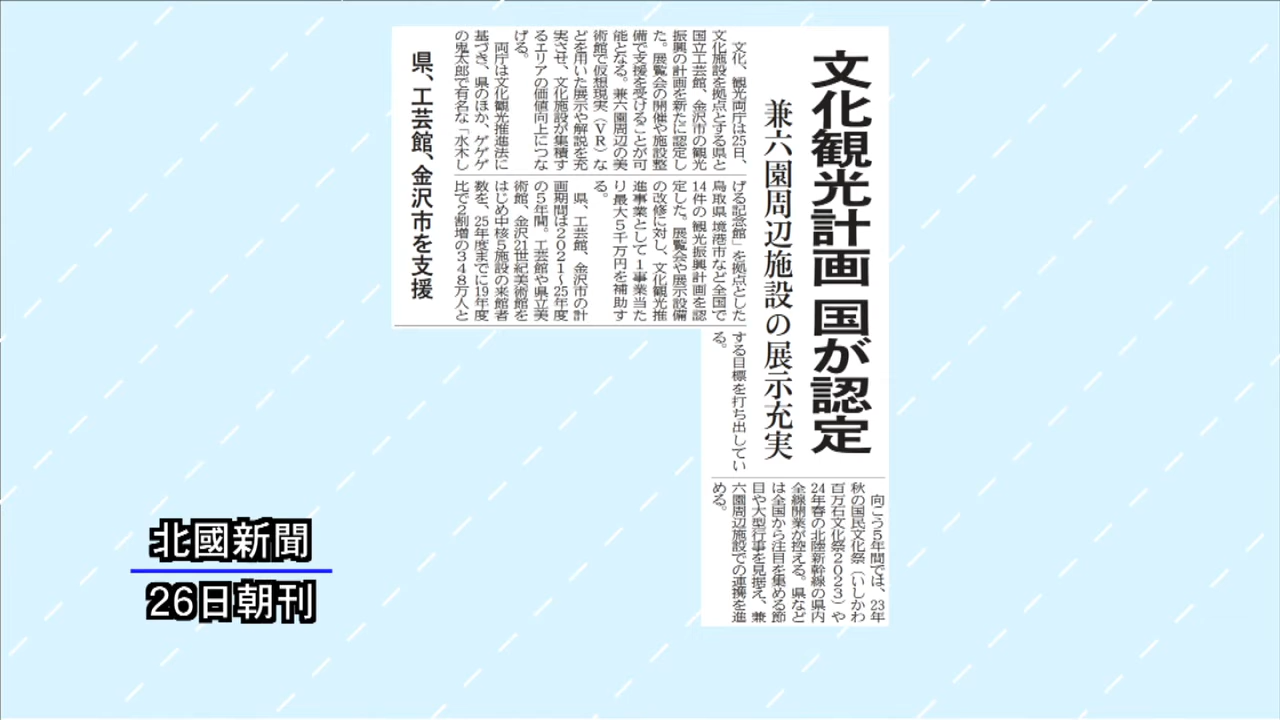 文化観光計画 国が認定
兼六園周辺施設の展示充実
県、工芸館、金沢市を支援
文化、観光両庁は25日、
文化施設を拠点とする県と
国立工芸館、金沢市の観光
振興の計画を新たに認定し
た。展覧会の開催や施設整
備で支援を受けることが可
能となる。兼六園周辺の美
術館で仮想現実(VR)な
どを用いた展示や解説を充
実させ、文化施設が集積す
るエリアの価値向上につな
げる。
両庁は文化観光推進法に
基づき、県のほか、ゲゲゲ
の鬼太郎で有名な「水木し
げる記念館」を拠点とした
鳥取県境港市など全国で
14件の観光振興計画を認
定した。展覧会や展示設備
の改修に対し、文化観光推
進事業として1事業当た
り最大5千万円を補助す
る。
県、工芸館、金沢市の計
画期間は2021~25年度
の5年間。工芸館や県立美
術館、金沢21世紀美術館を
はじめ中核5施設の来館者
数を、25年度までに19年度
比で2割増の348万人と
する目標を打ち出してい
る。
向こう5年間では、23年
秋の国民文化祭(いしかわ
百万石文化祭2023)や
24年春の北陸新幹線の県内
全線開業が控える。県など
は全国から注目を集める節
目や大型行事を見据え、兼
六園周辺施設での連携を進
める。
北國新聞
26日朝刊